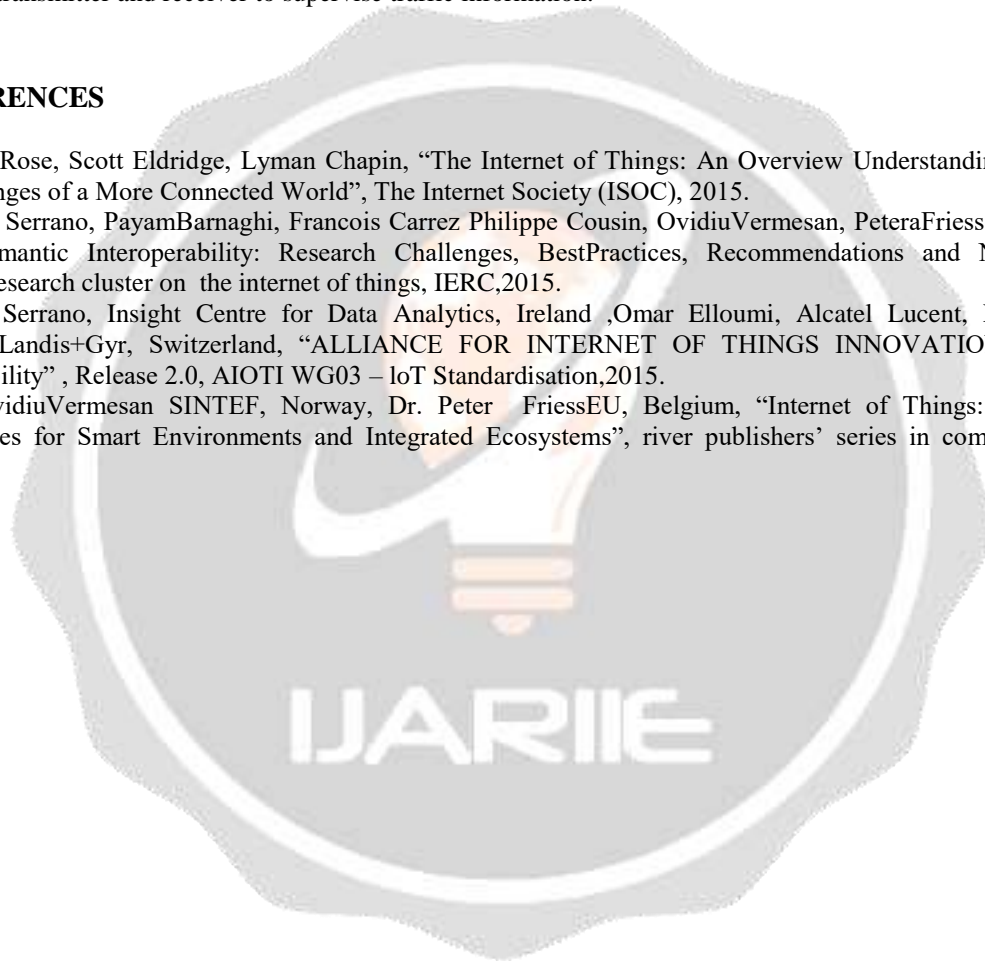 transmitter and receiver to supervise traffic information.
RENCES
Rose, Scott Eldridge, Lyman Chapin, “The Internet of Things: An Overview Understandin
nges of a More Connected World”, The Internet Society (ISOC), 2015.
Serrano, PayamBarnaghi, Francois Carrez Philippe Cousin, OvidiuVermesan, PeteraFriess
mantic Interoperability: Research Challenges, BestPractices, Recommendations and N
esearch cluster on the internet of things, IERC,2015.
Serrano, Insight Centre for Data Analytics, Ireland ,Omar Elloumi, Alcatel Lucent,
Landis+Gyr, Switzerland, “ALLIANCE FOR INTERNET OF THINGS INNOVATIO
ility” , Release 2.0, AIOTI WG03 – loT Standardisation,2015.
vidiuVermesan SINTEF, Norway, Dr. Peter FriessEU, Belgium, “Internet of Things:
es for Smart Environments and Integrated Ecosystems”, river publishers’ series in com
IJARIIE